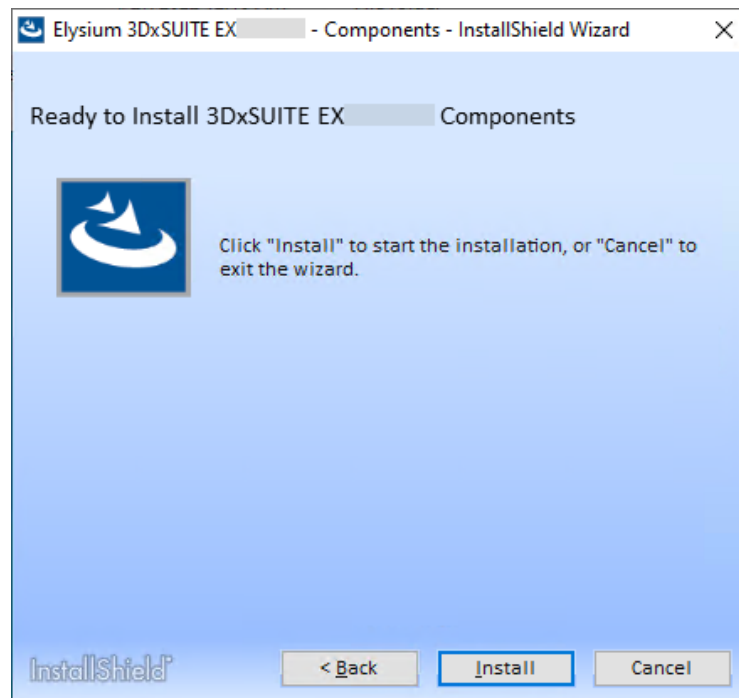 Elysium 3DxSUITE EX - Components - InstallShield Wizard
Ready to Install 3DxSUITE EX Components
Click "Install" to start the installation, or "Cancel" to
exit the wizard.
InstallShield
< Back Install Cancel